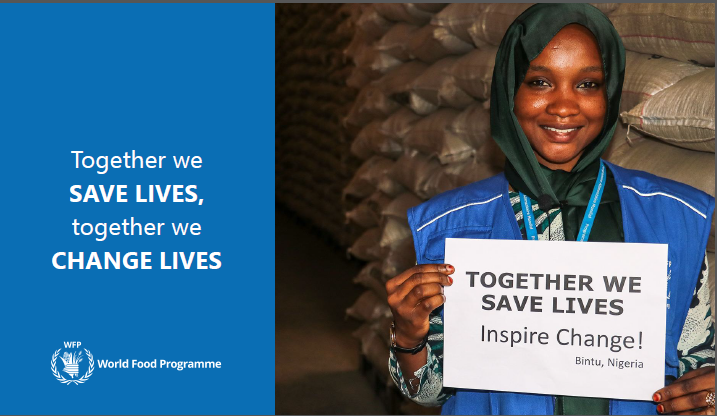 Together we
SAVE LIVES,
together we
CHANGE LIVES
WFP
World Food Programme
TOGETHER WE
SAVE LIVES
Inspire Change!
Bintu, Nigeria